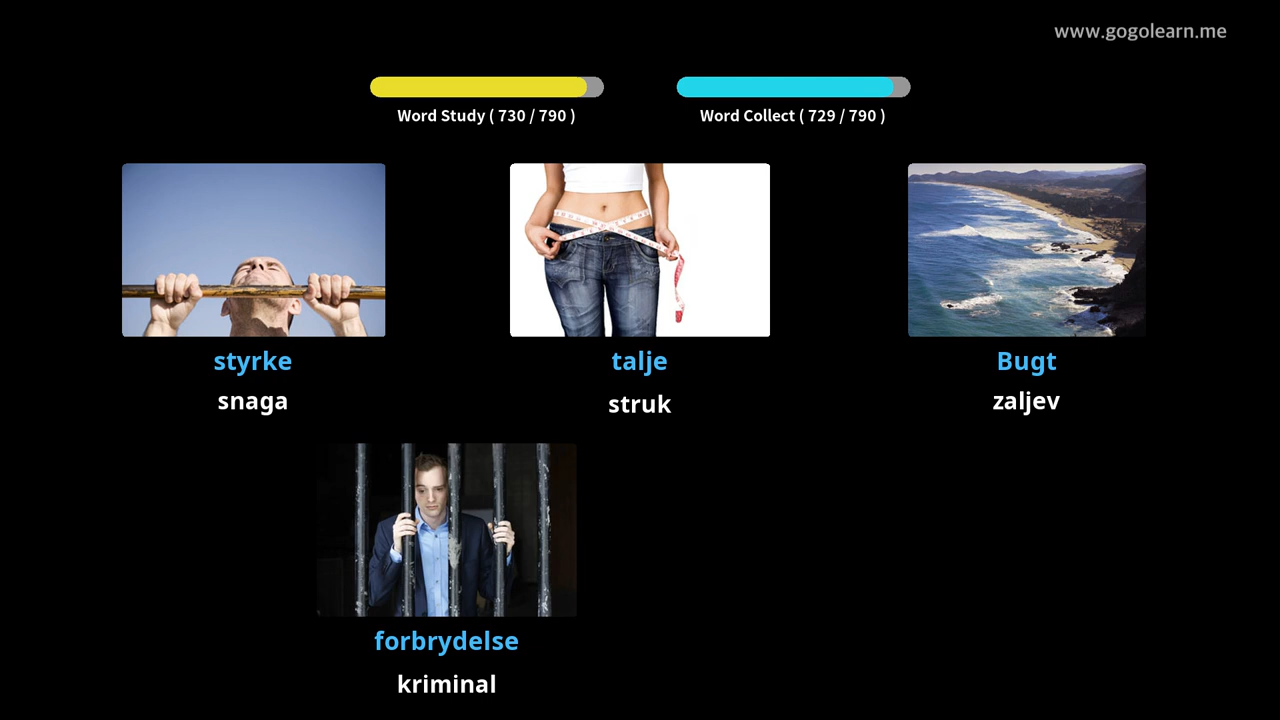 www.gogolearn.me
Word Study ( 730 / 790 )
Word Collect ( 729 / 790 )
styrke
snaga
talje
struk
Bugt
zaljev
forbrydelse
kriminal